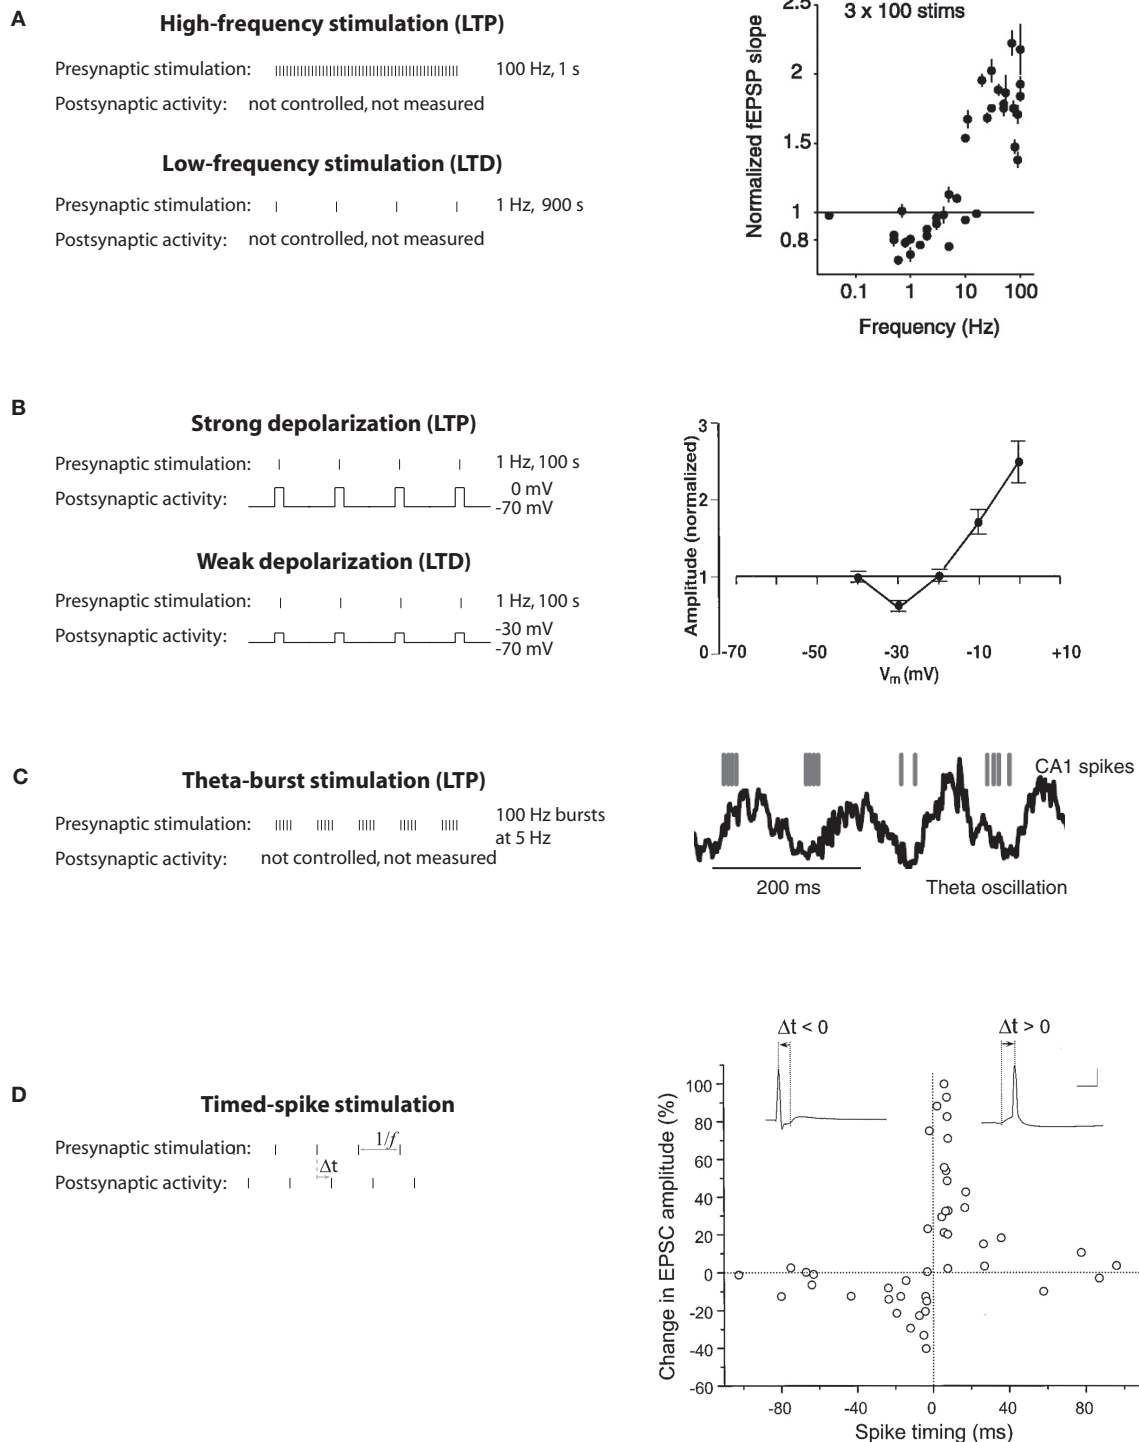 A
High-frequency stimulation (LTP)
Presynaptic stimulation:
100 Hz, 1 s
Postsynaptic activity:
not controlled, not measured
Low-frequency stimulation (LTD)
Presynaptic stimulation:
1 Hz, 900 s
Postsynaptic activity:
not controlled, not measured
3 x 100 stims
Normalized fEPSP slope
2.5
2
1.5
1
0.8
0.1 1 10 100
Frequency (Hz)
B
Strong depolarization (LTP)
Presynaptic stimulation:
1 Hz, 100 s
Postsynaptic activity:
0 mV
-70 mV
Weak depolarization (LTD)
Presynaptic stimulation:
1 Hz, 100 s
Postsynaptic activity:
-30 mV
-70 mV
Amplitude (normalized)
3
2
1
0
-70 -50 -30 -10 +10
Vm (mV)
C
Theta-burst stimulation (LTP)
Presynaptic stimulation:
100 Hz bursts
at 5 Hz
Postsynaptic activity:
not controlled, not measured
CA1 spikes
200 ms
Theta oscillation
D
Timed-spike stimulation
Presynaptic stimulation:
1/f
Δt
Postsynaptic activity:
Δt < 0
Δt > 0
Change in EPSC amplitude (%)
100
80
60
40
20
0
-20
-40
-60
-80 -40 0 40 80
Spike timing (ms)